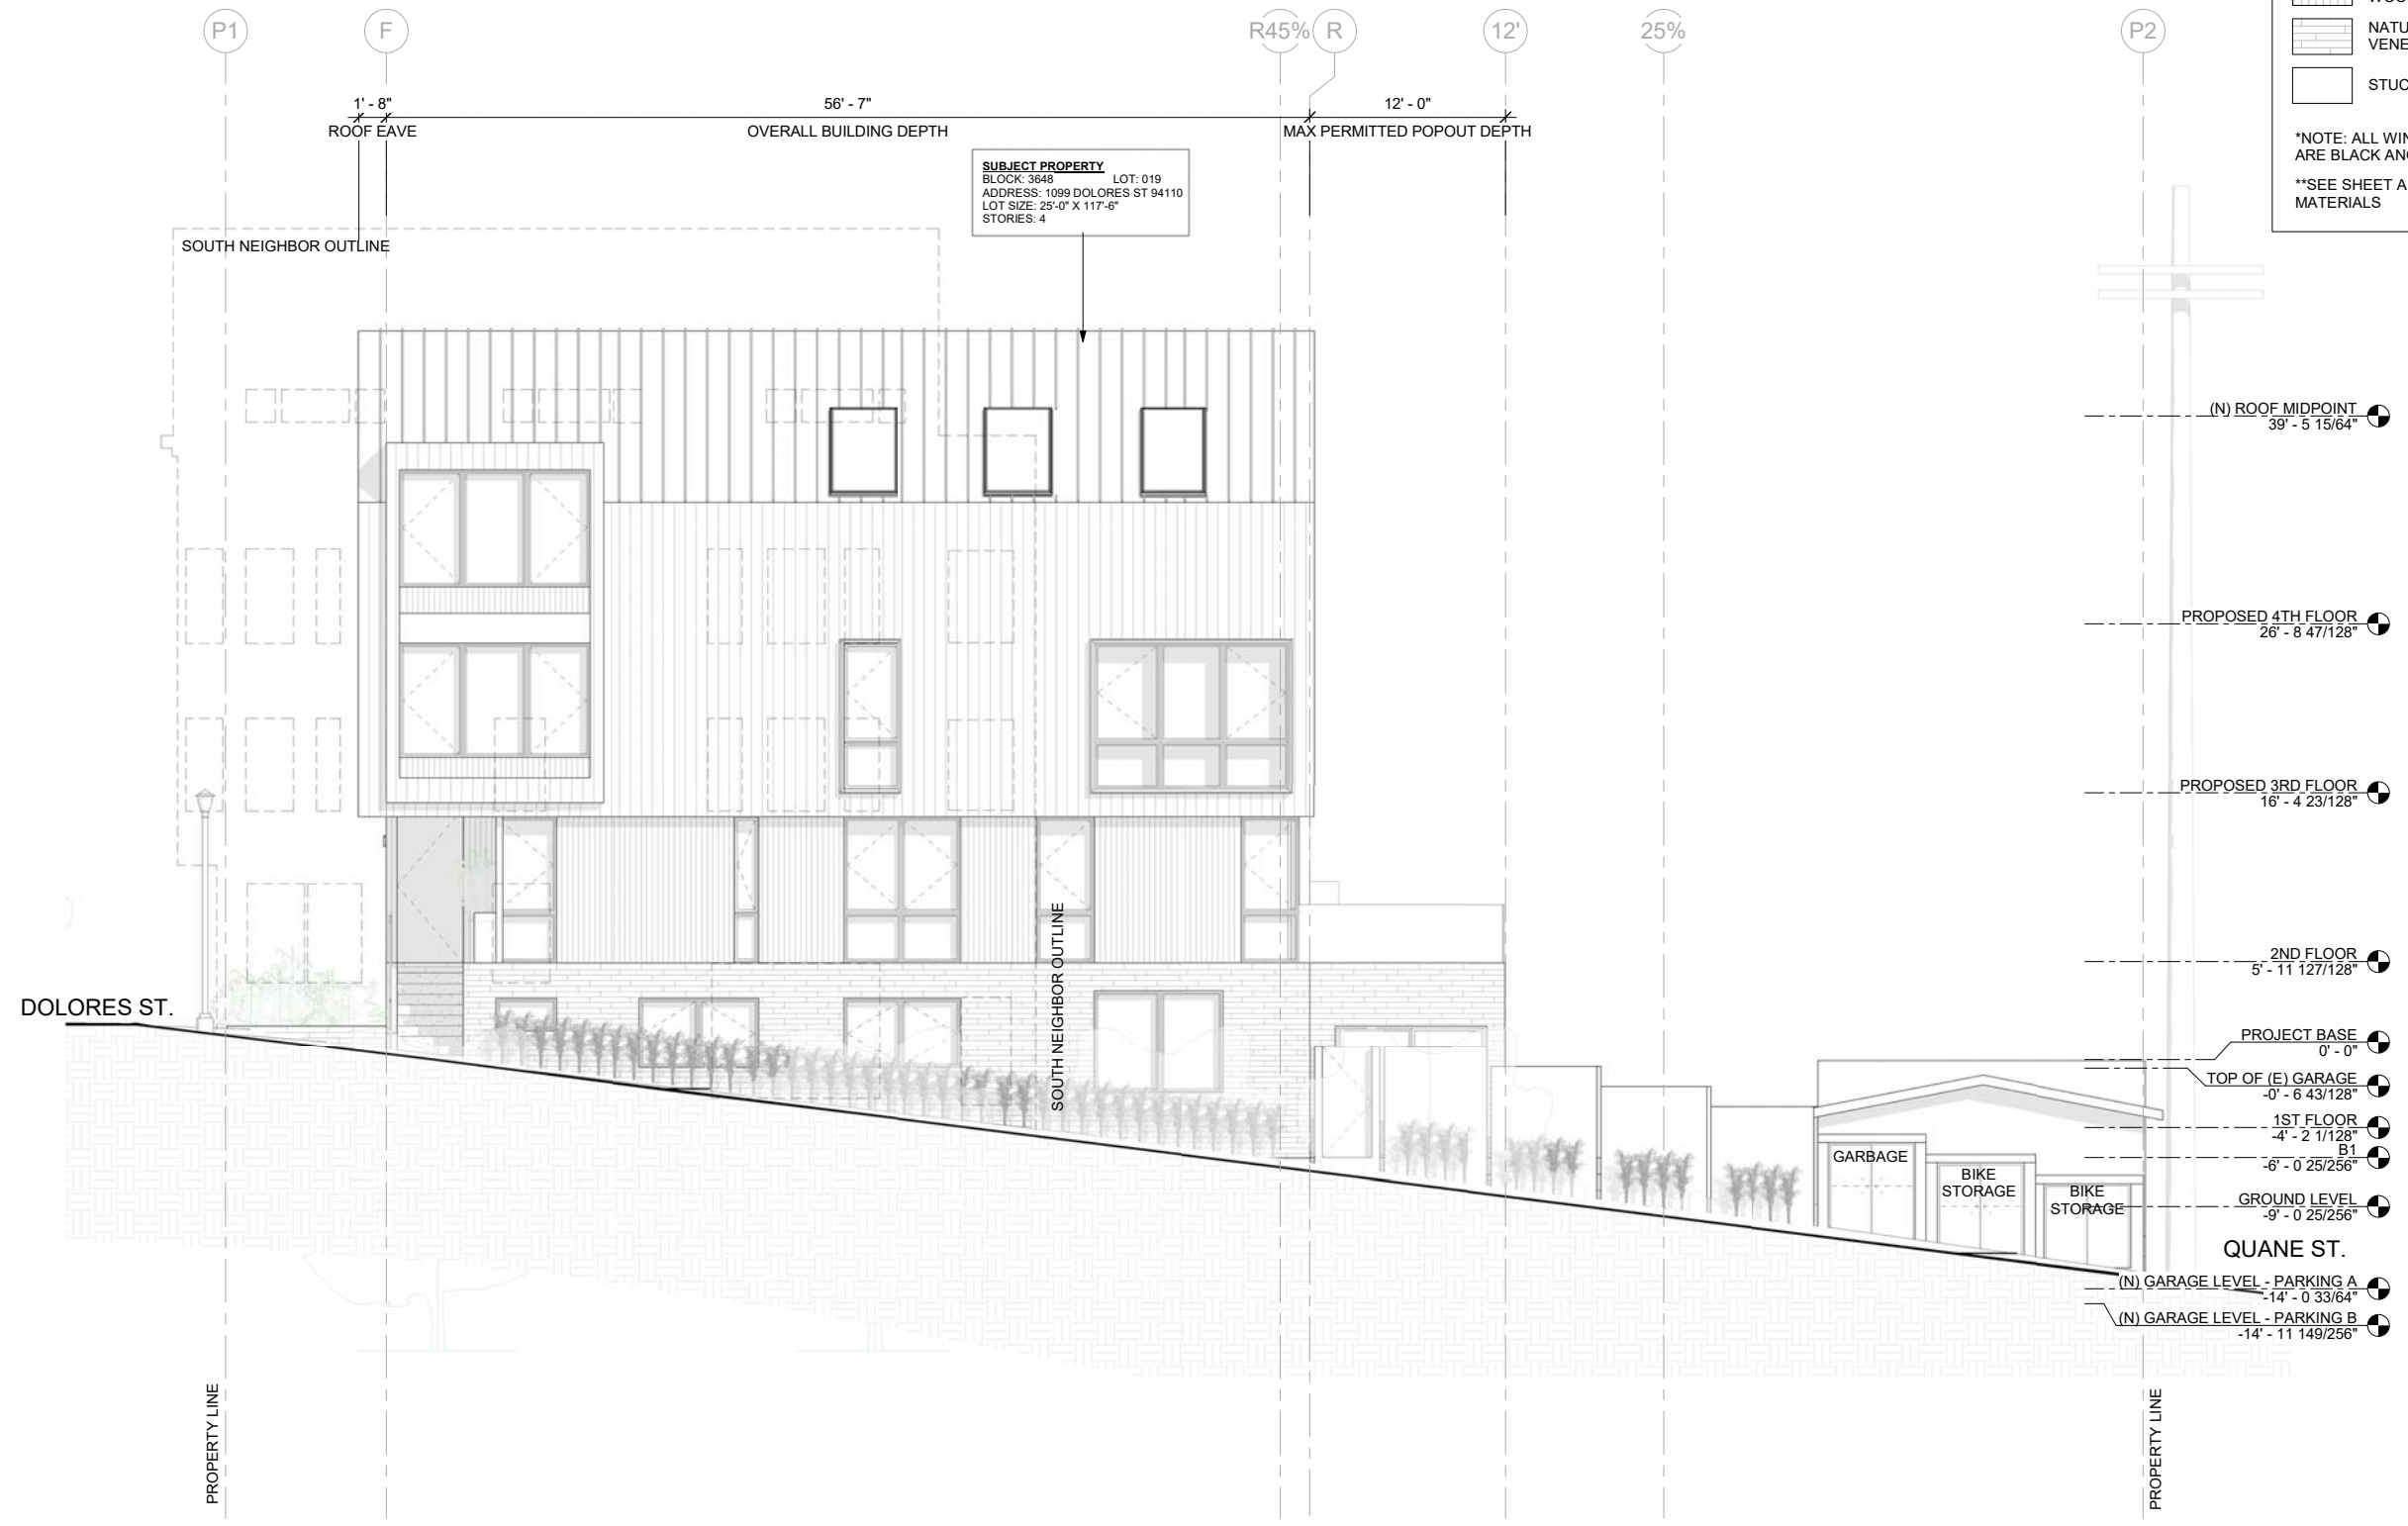 P1
F
R45%
R
12'
25%
P2
1' - 8"
ROOF EAVE
56' - 7"
OVERALL BUILDING DEPTH
12' - 0"
MAX PERMITTED POPOUT DEPTH
STUC
*NOTE: ALL WIN
ARE BLACK AN
**SEE SHEET A
MATERIALS
NATU
VENE
SUBJECT PROPERTY
BLOCK: 3648 LOT: 019
ADDRESS: 1099 DOLORES ST 94110
LOT SIZE: 25'-0" X 117'-6"
STORIES: 4
SOUTH NEIGHBOR OUTLINE
(N) ROOF MIDPOINT
39' - 5 15/64"
PROPOSED 4TH FLOOR
26' - 8 47/128"
PROPOSED 3RD FLOOR
16' - 4 23/128"
2ND FLOOR
5' - 11 127/128"
SOUTH NEIGHBOR OUTLINE
DOLORES ST.
PROJECT BASE
0' - 0"
TOP OF (E) GARAGE
-0' - 6 43/128"
1ST FLOOR
-4' - 2 1/128"
B1
-6' - 0 25/256"
GARBAGE
BIKE
STORAGE
BIKE
STORAGE
GROUND LEVEL
-9' - 0 25/256"
QUANE ST.
(N) GARAGE LEVEL - PARKING A
-14' - 0 33/64"
(N) GARAGE LEVEL - PARKING B
-14' - 11 149/256"
PROPERTY LINE
PROPERTY LINE